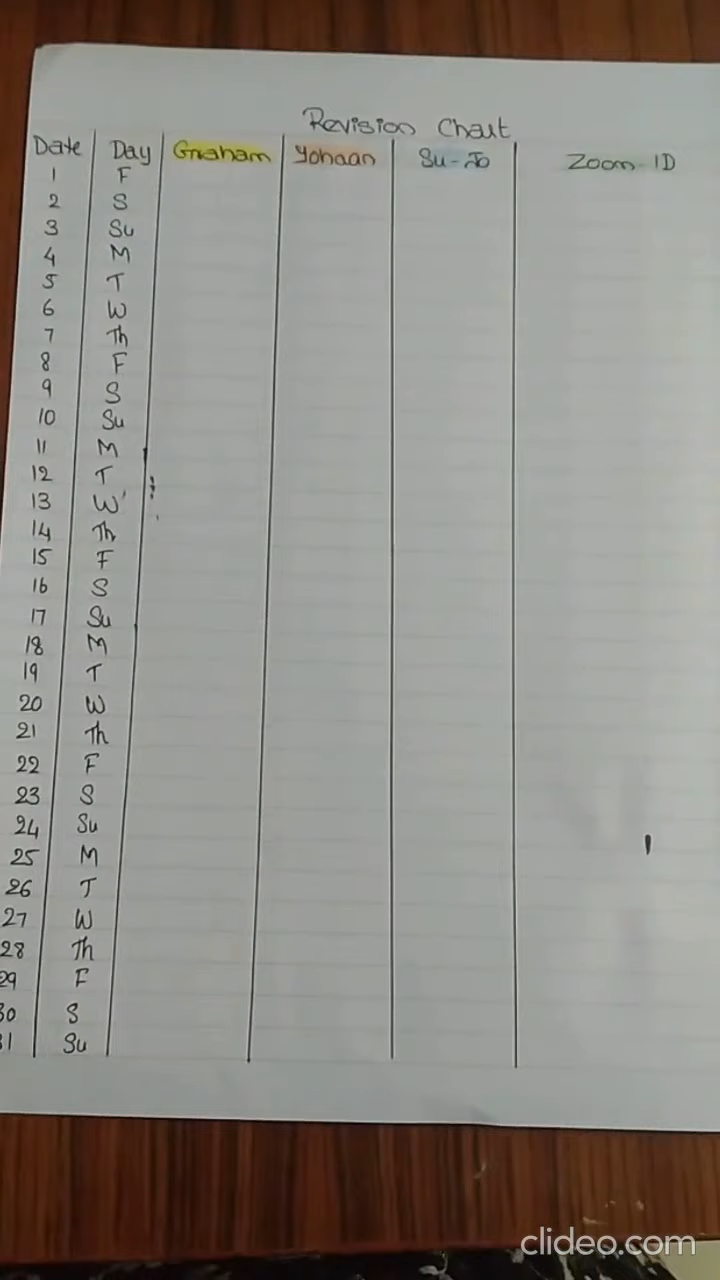 Revision Chart
Date Day Graham Yohaan Su-Jo Zoom-ID
1 F
2 S
3 Su
4 M
5 T
6 W
7 Th
8 F
9 S
10 Su
11 M
12 T
13 W
14 Th
15 F
16 S
17 Su
18 M
19 T
20 W
21 Th
22 F
23 S
24 Su
25 M
26 T
27 W
28 Th
29 F
30 S
31 Su
clideo.com